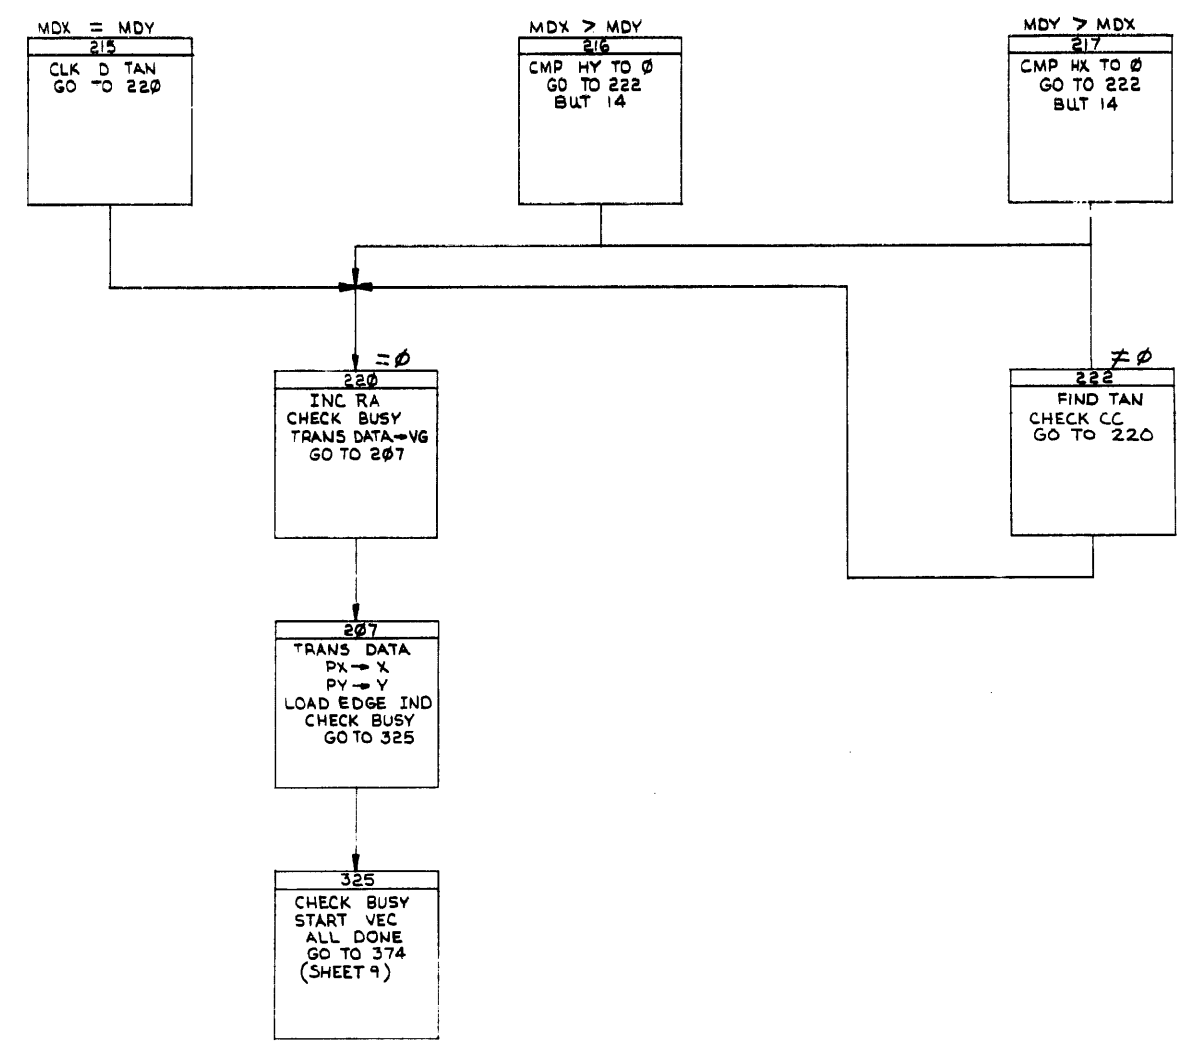 MDX = MDY
215
CLK D TAN
GO TO 22Ø
MDX > MDY
216
CMP HY TO Ø
GO TO 222
BUT 14
MDY > MDX
217
CMP HX TO Ø
GO TO 222
BUT 14
=Ø
22Ø
INC RA
CHECK BUSY
TRANS DATA→VG
GO TO 2Ø7
≠Ø
222
FIND TAN
CHECK CC
GO TO 220
2Ø7
TRANS DATA
PX→X
PY→Y
LOAD EDGE IND
CHECK BUSY
GO TO 325
325
CHECK BUSY
START VEC
ALL DONE
GO TO 374
(SHEET 9)